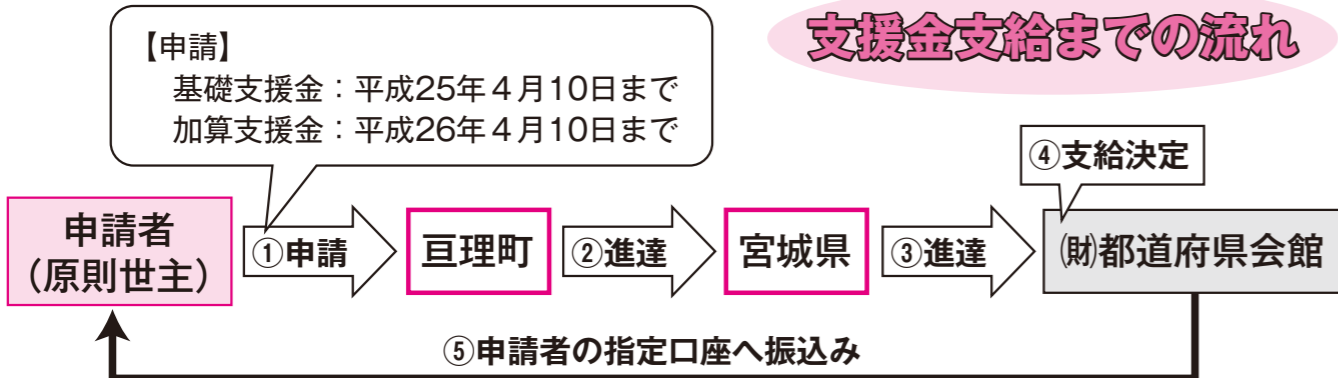 支援金支給までの流れ
【申請】
基礎支援金：平成25年４月10日まで
加算支援金：平成26年４月10日まで
④支給決定
申請者
（原則世主）
①申請
亘理町
②進達
宮城県
③進達
㈶都道府県会館
⑤申請者の指定口座へ振込み